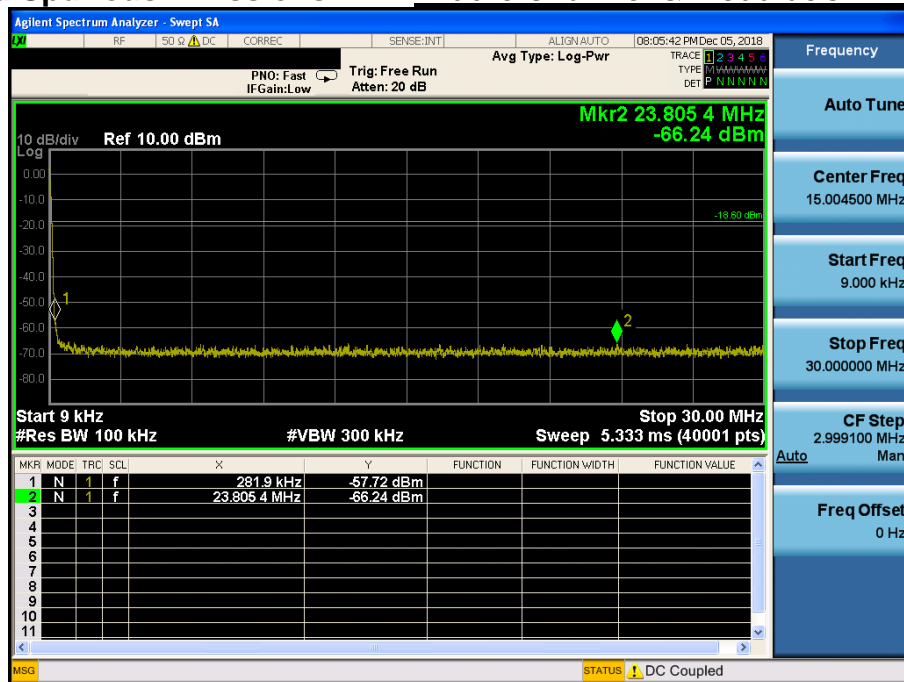 Agilent Spectrum Analyzer - Swept SA
LXI RF 50 Ω DC CORREC SENSE:INT ALIGN AUTO 08:05:42 PM Dec 05, 2018
Frequency
PNO: Fast Trig: Free Run Avg Type: Log-Pwr TRACE 1 2 3 4 5 6
TYPE M WWWWW
IFGain:Low Atten: 20 dB DET P N N N N N
Auto Tune
Mkr2 23.805 4 MHz
10 dB/div Ref 10.00 dBm -66.24 dBm
Log
0.00
-10.0
-18.60 dBm
-20.0
-30.0
-40.0
-50.0
1
-60.0
2
-70.0
-80.0
Center Freq
15.004500 MHz
Start Freq
9.000 kHz
Stop Freq
30.000000 MHz
Start 9 kHz Stop 30.00 MHz
#Res BW 100 kHz #VBW 300 kHz Sweep 5.333 ms (40001 pts)
CF Step
2.999100 MHz
Auto Man
MKR MODE TRC SCL X Y FUNCTION FUNCTION WIDTH FUNCTION VALUE
1 N 1 f 281.9 kHz -57.72 dBm
2 N 1 f 23.805 4 MHz -66.24 dBm
3
4
5
6
7
8
9
10
11
Freq Offset
0 Hz
MSG STATUS DC Coupled